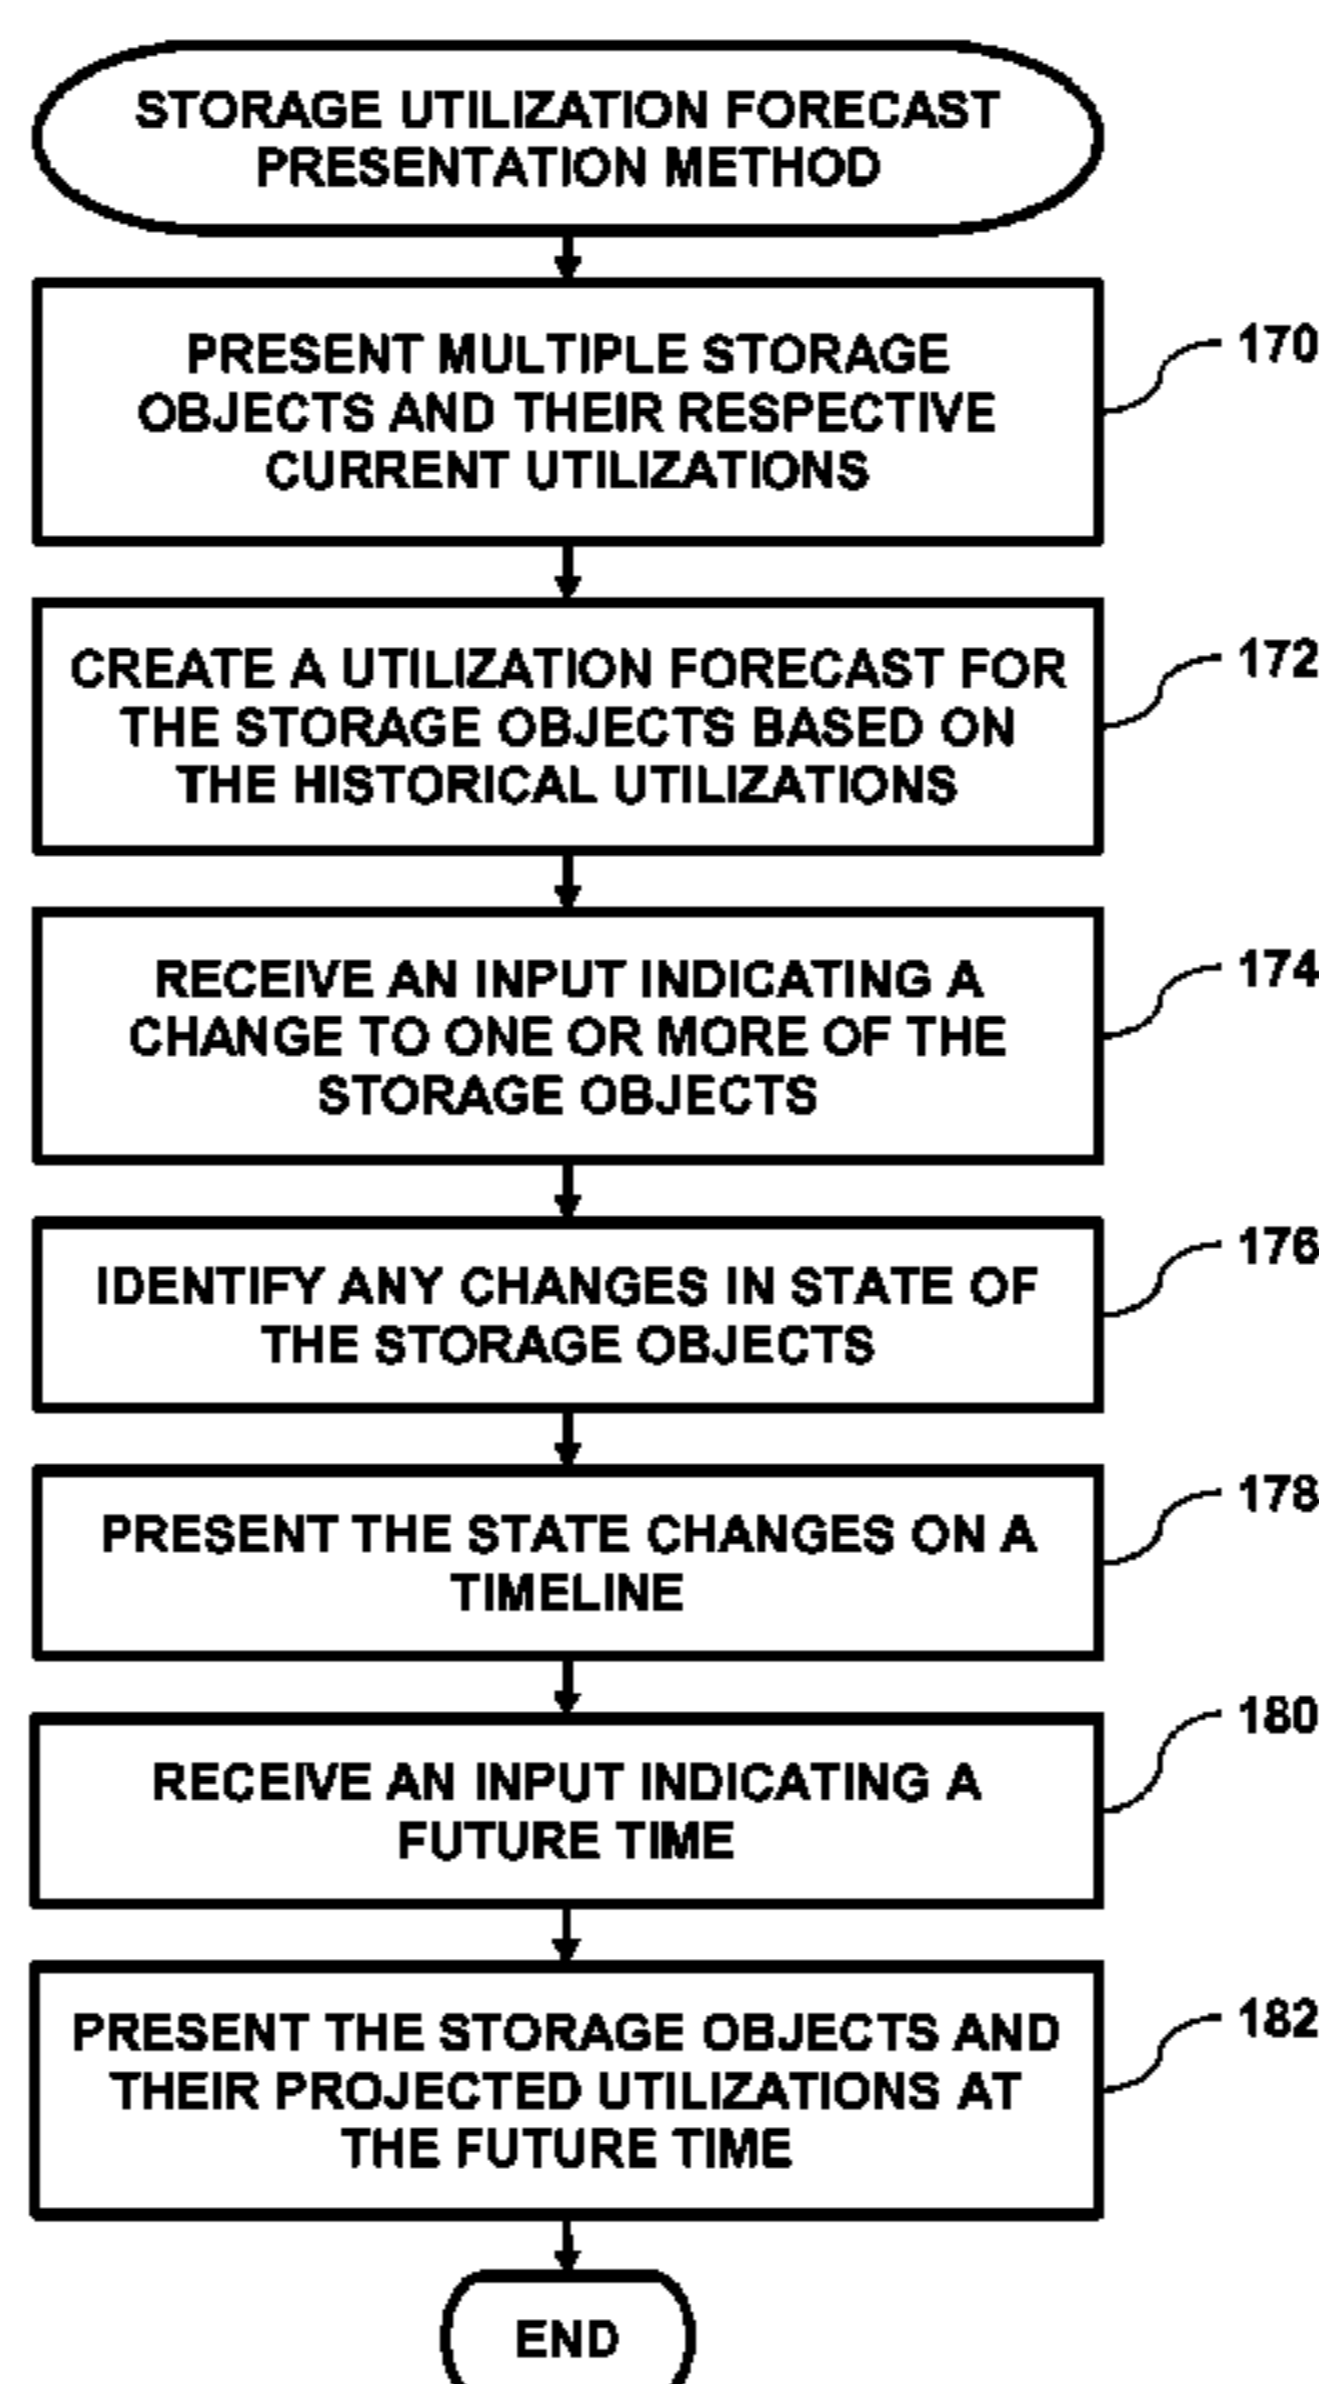 STORAGE UTILIZATION FORECAST
PRESENTATION METHOD
PRESENT MULTIPLE STORAGE
OBJECTS AND THEIR RESPECTIVE
CURRENT UTILIZATIONS
170
CREATE A UTILIZATION FORECAST FOR
THE STORAGE OBJECTS BASED ON
THE HISTORICAL UTILIZATIONS
172
RECEIVE AN INPUT INDICATING A
CHANGE TO ONE OR MORE OF THE
STORAGE OBJECTS
174
IDENTIFY ANY CHANGES IN STATE OF
THE STORAGE OBJECTS
176
PRESENT THE STATE CHANGES ON A
TIMELINE
178
RECEIVE AN INPUT INDICATING A
FUTURE TIME
180
PRESENT THE STORAGE OBJECTS AND
THEIR PROJECTED UTILIZATIONS AT
THE FUTURE TIME
182
END